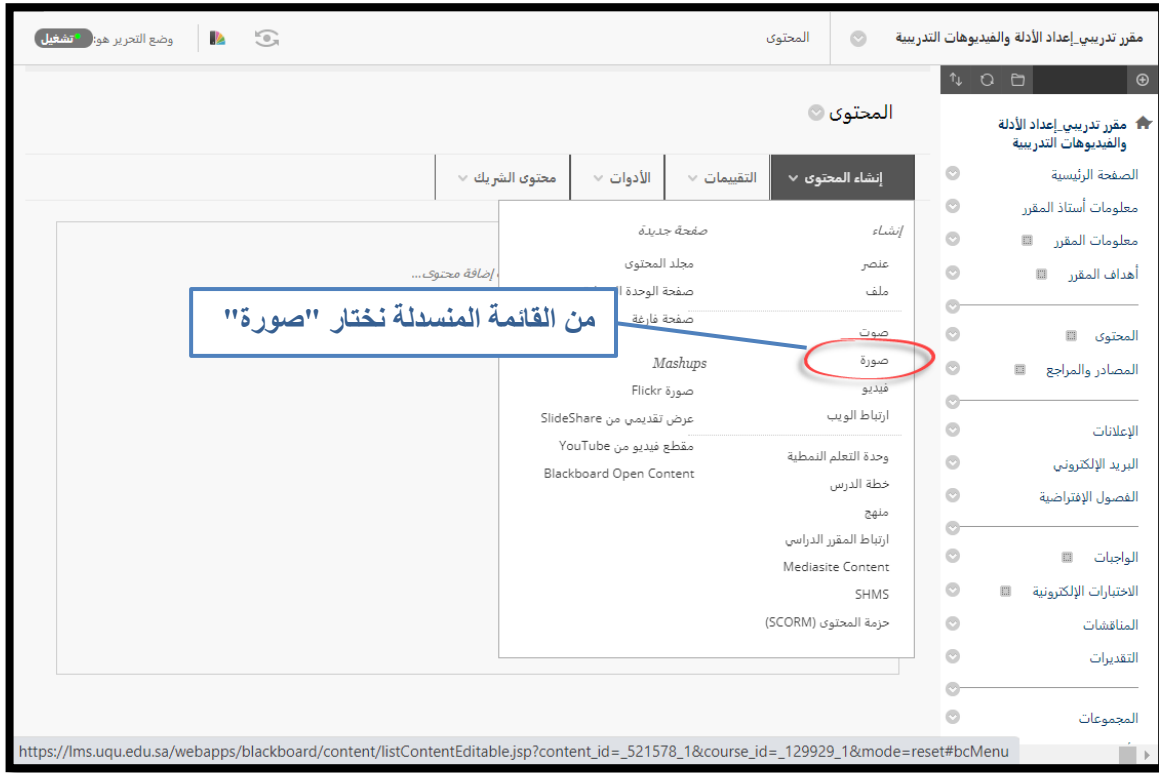 مقرر تدريبي_إعداد الأدلة والفيديوهات التدريبية
المحتوى
وضع التحرير هو:
تشغيل
مقرر تدريبي_إعداد الأدلة
والفيديوهات التدريبية
الصفحة الرئيسية
معلومات أستاذ المقرر
معلومات المقرر
أهداف المقرر
المحتوى
المصادر والمراجع
الإعلانات
البريد الإلكتروني
الفصول الإفتراضية
الواجبات
الاختبارات الإلكترونية
المناقشات
التقديرات
المجموعات
المحتوى
إنشاء المحتوى
التقييمات
الأدوات
محتوى الشريك
إنشاء
عنصر
ملف
صوت
صورة
فيديو
ارتباط الويب
وحدة التعلم النمطية
خطة الدرس
منهج
ارتباط المقرر الدراسي
Mediasite Content
SHMS
حزمة المحتوى (SCORM)
صفحة جديدة
مجلد المحتوى
صفحة الوحدة
صفحة فارغة
Mashups
صورة Flickr
عرض تقديمي من SlideShare
مقطع فيديو من YouTube
Blackboard Open Content
إضافة محتوى...
من القائمة المنسدلة نختار "صورة"
https://lms.uqu.edu.sa/webapps/blackboard/content/listContentEditable.jsp?content_id=_521578_1&course_id=_129929_1&mode=reset#bcMenu